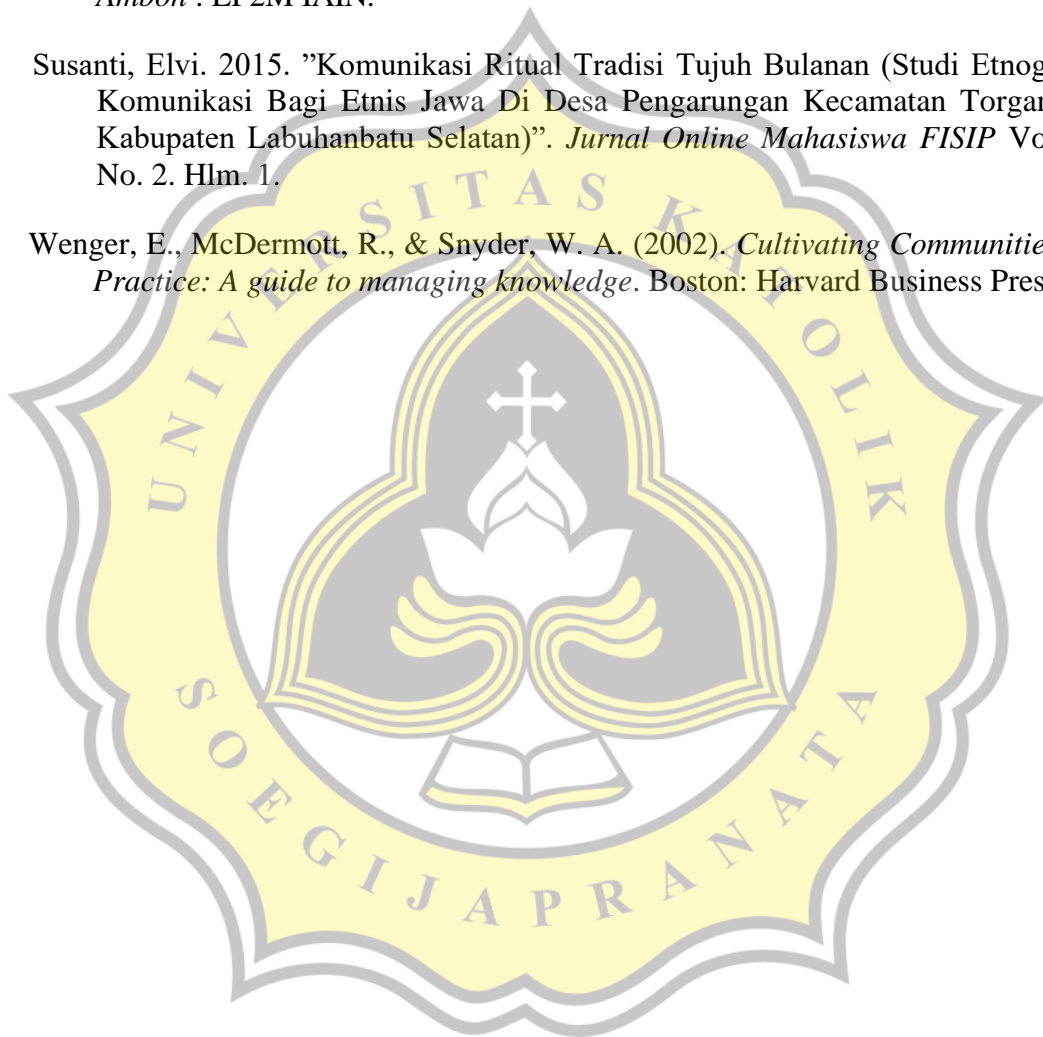 Ambon . LP2M IAIN.
Susanti, Elvi. 2015. ”Komunikasi Ritual Tradisi Tujuh Bulanan (Studi Etnog
Komunikasi Bagi Etnis Jawa Di Desa Pengarungan Kecamatan Torgam
Kabupaten Labuhanbatu Selatan)”. Jurnal Online Mahasiswa FISIP Vo
No. 2. Hlm. 1.
Wenger, E., McDermott, R., & Snyder, W. A. (2002). Cultivating Communitie
Practice: A guide to managing knowledge. Boston: Harvard Business Pres
UNIVERSITAS KATOLIK
SOEGIJAPRANATA